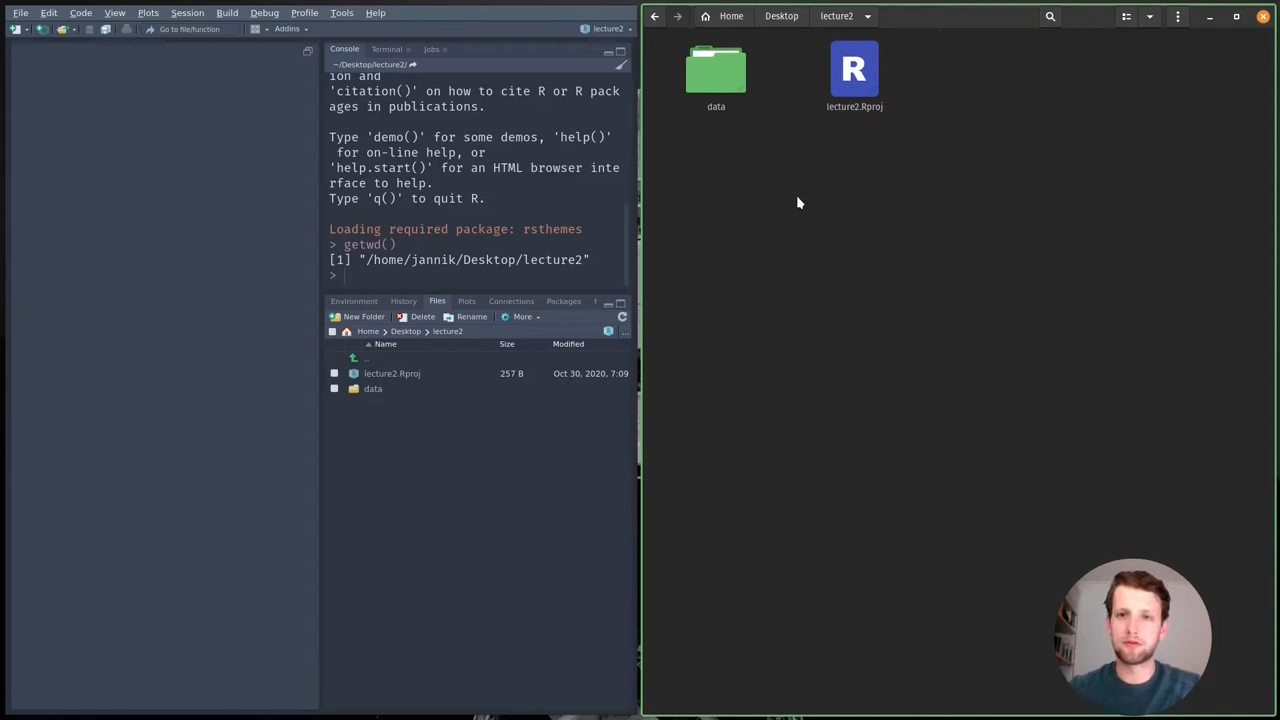 File Edit Code View Plots Session Build Debug Profile Tools Help
Go to file/function
Addins
lecture2
Console Terminal Jobs
~/Desktop/lecture2/
ion and
'citation()' on how to cite R or R pack
ages in publications.
Type 'demo()' for some demos, 'help()'
for on-line help, or
'help.start()' for an HTML browser inte
rface to help.
Type 'q()' to quit R.
Loading required package: rsthemes
> getwd()
[1] "/home/jannik/Desktop/lecture2"
>
Environment History Files Plots Connections Packages
New Folder Delete Rename More
Home Desktop lecture2
Name Size Modified
..
lecture2.Rproj 257 B Oct 30, 2020, 7:09
data
Home Desktop lecture2
R
data lecture2.Rproj